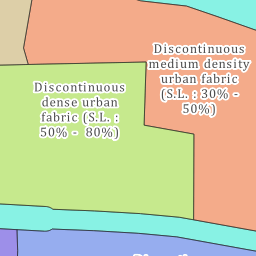 Discontinuous
medium density
urban fabric
(S.L. : 30% -
50%)
Discontinuous
dense urban
fabric (S.L. :
50% -  80%)